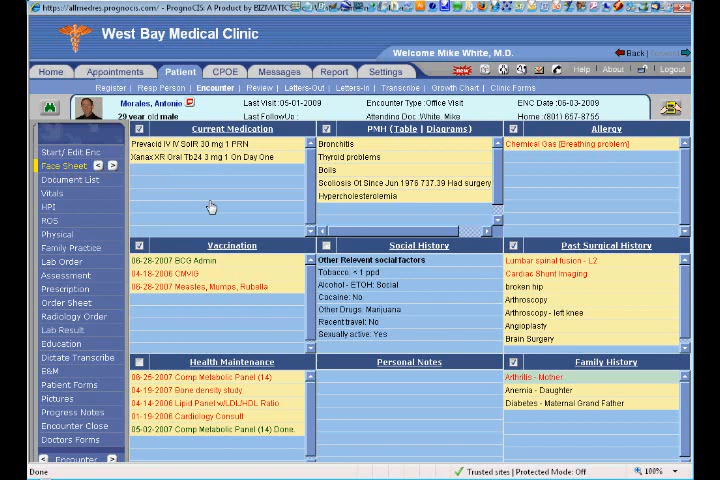 https://allmedres.prognocis.com/ - PrognoCIS: A Product by BIZMATICS
West Bay Medical Clinic
Welcome Mike White, M.D.
Back
Home Appointments Patient CPOE Messages Report Settings
new Help | About | Logout
Register | Resp Person | Encounter | Review | Letters-Out | Letters-In | Transcribe | Growth Chart | Clinic Forms
Morales, Antonio Last Visit :05-01-2009 Encounter Type :Office Visit ENC Date :06-03-2009
29 year old male Last FollowUp : Attending Doc :White, Mike Home :(801) 657-8755
Start/ Edit Enc
Face Sheet < >
Document List
Vitals
HPI
ROS
Physical
Family Practice
Lab Order
Assessment
Prescription
Order Sheet
Radiology Order
Lab Result
Education
Dictate Transcribe
E&M
Patient Forms
Pictures
Progress Notes
Encounter Close
Doctors Forms
< Encounter >
Current Medication
Prevacid IV IV SolR 30 mg 1 PRN
Xanax XR Oral Tb24 3 mg 1 On Day One
PMH (Table | Diagrams)
Bronchitis
Thyroid problems
Boils
Scoliosis Of Since Jun 1976 737.39 Had surgery
Hypercholesterolemia
Allergy
Chemical Gas [Breathing problem]
Vaccination
06-28-2007 BCG Admin
04-18-2006 CMVIG
06-28-2007 Measles, Mumps, Rubella
Social History
Other Relevent social factors
Tobacco: < 1 ppd
Alcohol - ETOH: Social
Cocaine: No
Other Drugs: Marijuana
Recent travel: No
Sexually active: Yes
Past Surgical History
Lumbar spinal fusion - L2
Cardiac Shunt Imaging
broken hip
Arthroscopy
Arthroscopy - left knee
Angioplasty
Brain Surgery
Health Maintenance
06-25-2007 Comp Metabolic Panel (14)
04-19-2007 Bone density study
04-14-2006 Lipid Panel w/LDL/HDL Ratio
01-19-2006 Cardiology Consult
05-02-2007 Comp Metabolic Panel (14) Done.
Personal Notes
Family History
Arthritis - Mother
Anemia - Daughter
Diabetes - Maternal Grand Father
Done Trusted sites | Protected Mode: Off 100%